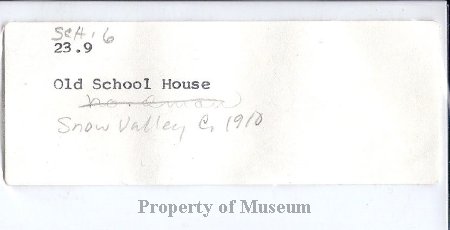 SCH. 6
23.9
Old School House
Snow Valley C. 1910
Property of Museum